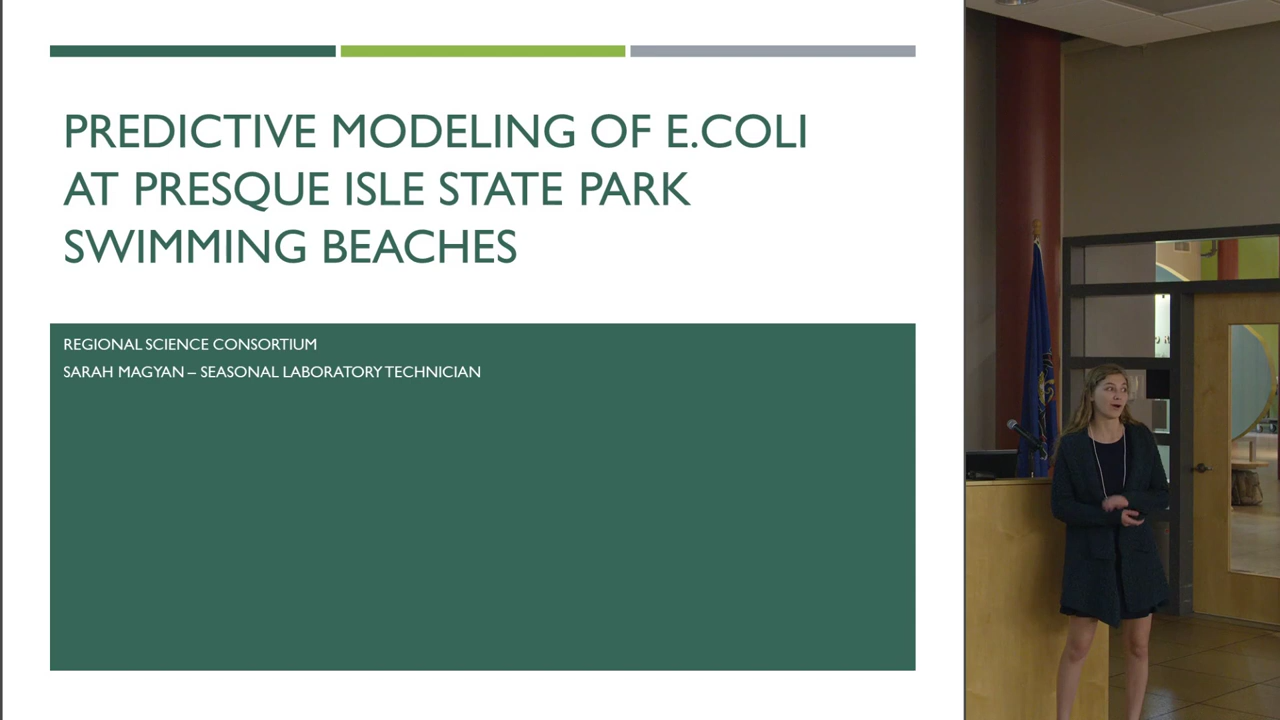 PREDICTIVE MODELING OF E.COLI
AT PRESQUE ISLE STATE PARK
SWIMMING BEACHES
REGIONAL SCIENCE CONSORTIUM
SARAH MAGYAN – SEASONAL LABORATORY TECHNICIAN